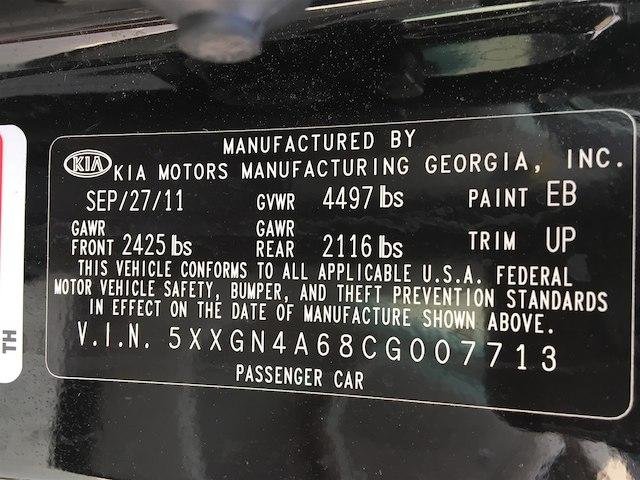 MANUFACTURED BY
KIA KIA MOTORS MANUFACTURING GEORGIA, INC.
SEP/27/11 GVWR 4497 lbs PAINT EB
GAWR FRONT 2425 lbs GAWR REAR 2116 lbs TRIM UP
THIS VEHICLE CONFORMS TO ALL APPLICABLE U.S.A. FEDERAL
MOTOR VEHICLE SAFETY, BUMPER, AND THEFT PREVENTION STANDARDS
IN EFFECT ON THE DATE OF MANUFACTURE SHOWN ABOVE.
V.I.N. 5XXGN4A68CG007713
PASSENGER CAR
TH